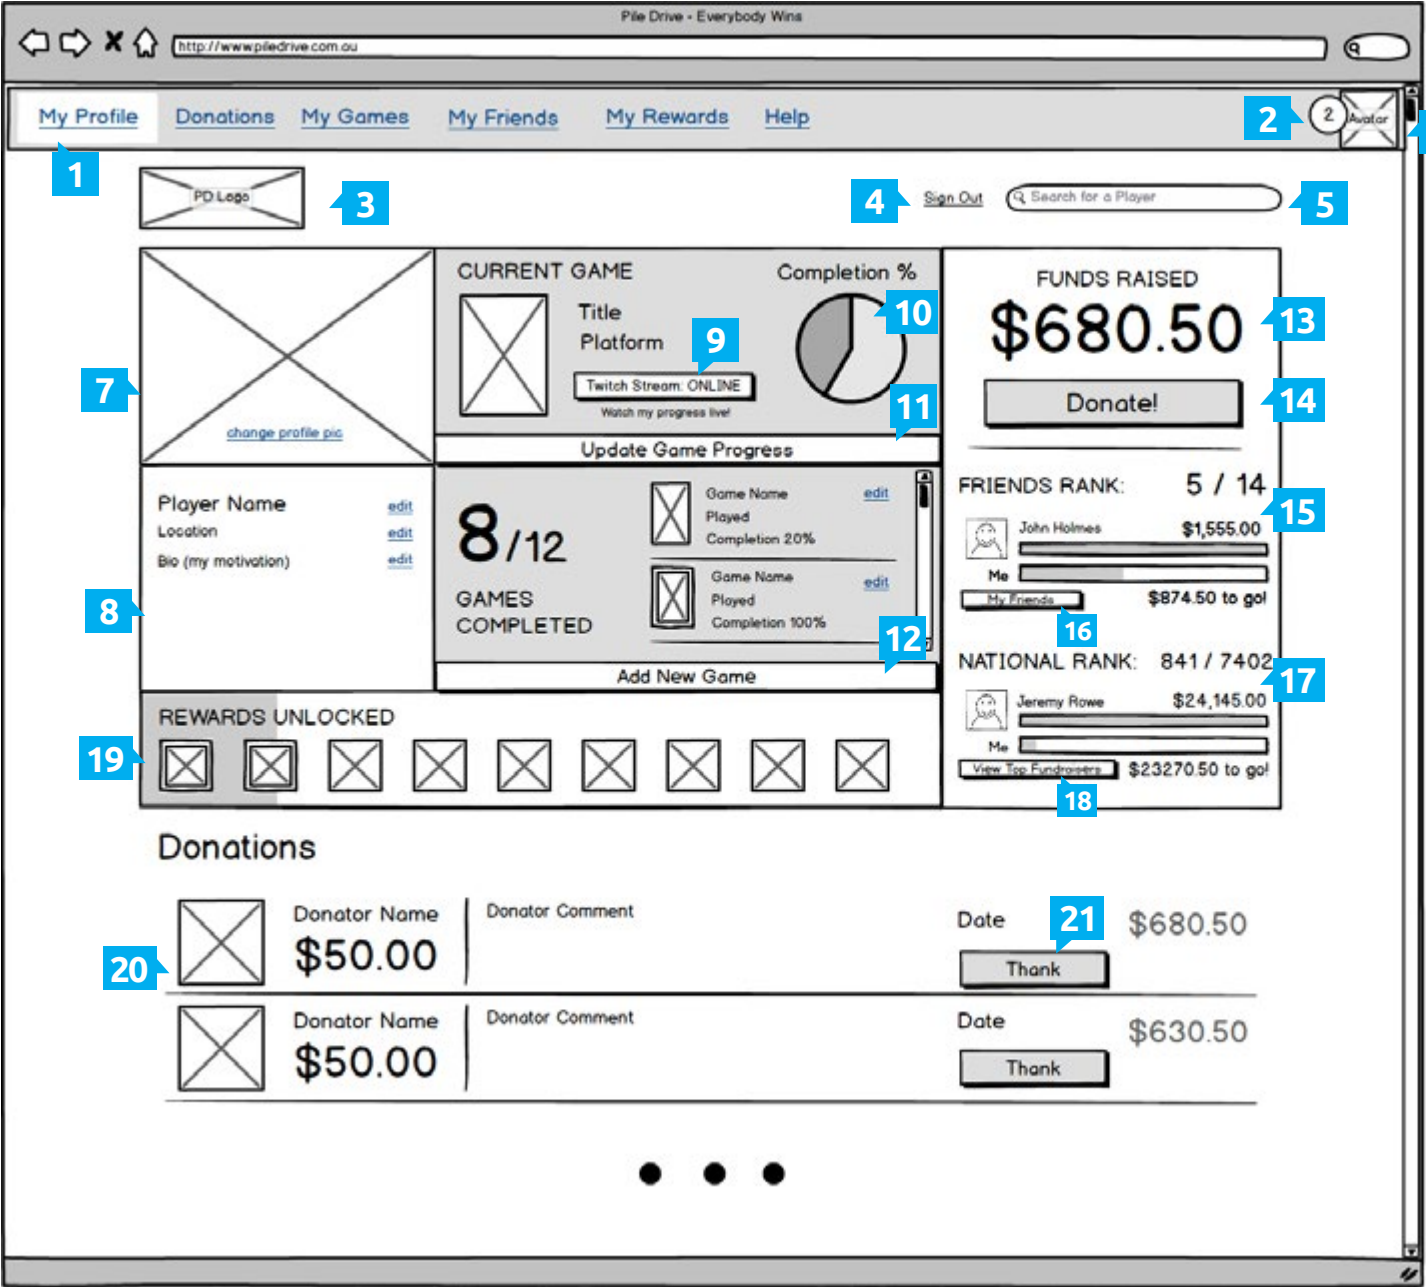 Pile Drive - Everybody Wins
http://www.piledrive.com.au
My Profile Donations My Games My Friends My Rewards Help
2 2 Avatar
1
PD Logo 3
4 Sign Out Search for a Player 5
CURRENT GAME Completion %
Title
Platform
9 10
Twitch Stream: ONLINE
Watch my progress live!
11
Update Game Progress
7
change profile pic
FUNDS RAISED
$680.50 13
Donate! 14
Player Name edit
Location edit
Bio (my motivation) edit
8
8/12
GAMES
COMPLETED
Game Name edit
Played
Completion 20%
Game Name edit
Played
Completion 100%
12
Add New Game
FRIENDS RANK: 5 / 14
15
John Holmes $1,555.00
Me
My Friends $874.50 to go!
16
NATIONAL RANK: 841 / 7402
17
Jeremy Rowe $24,145.00
Me
View Top Fundraisers $23270.50 to go!
18
REWARDS UNLOCKED
19
Donations
Donator Name Donator Comment Date 21 $680.50
$50.00 Thank
20
Donator Name Donator Comment Date $630.50
$50.00 Thank